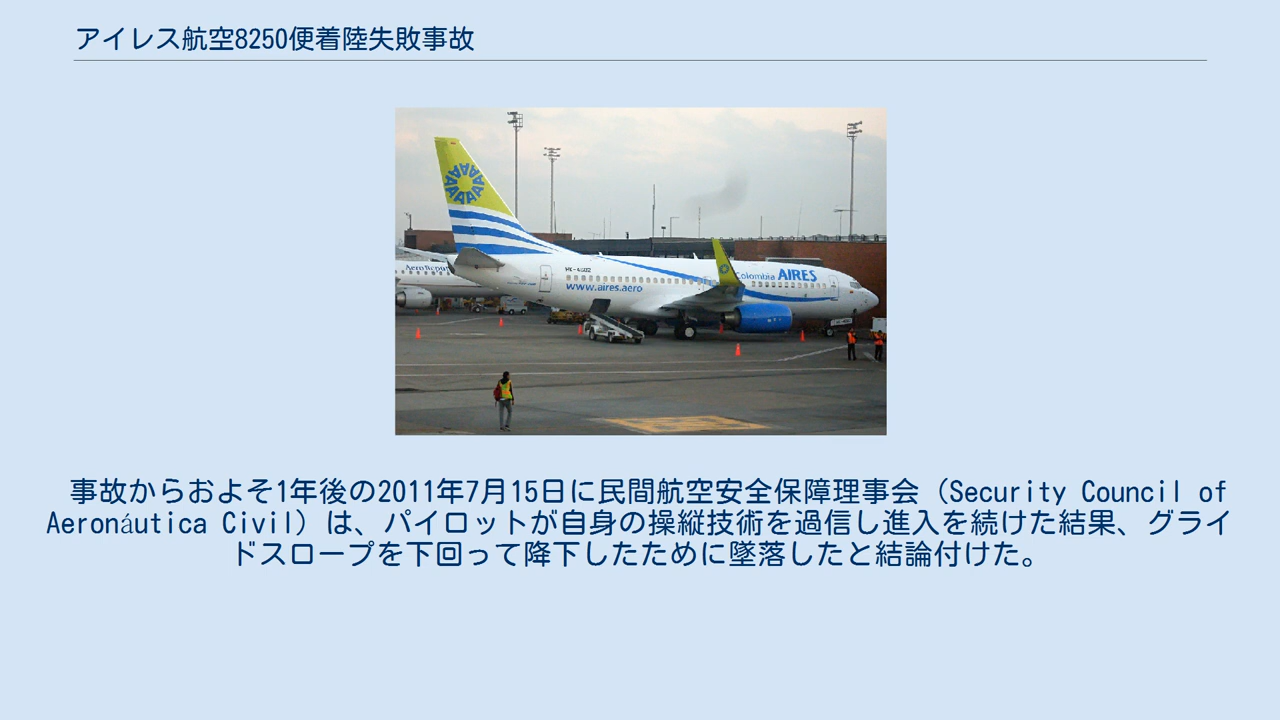 アイレス航空8250便着陸失敗事故
Aero Repub
HK-4682
www.aires.aero
Colombia AIRES
事故からおよそ1年後の2011年7月15日に民間航空安全保障理事会（Security Council of
Aeronáutica Civil）は、パイロットが自身の操縦技術を過信し進入を続けた結果、グライ
ドスロープを下回って降下したために墜落したと結論付けた。